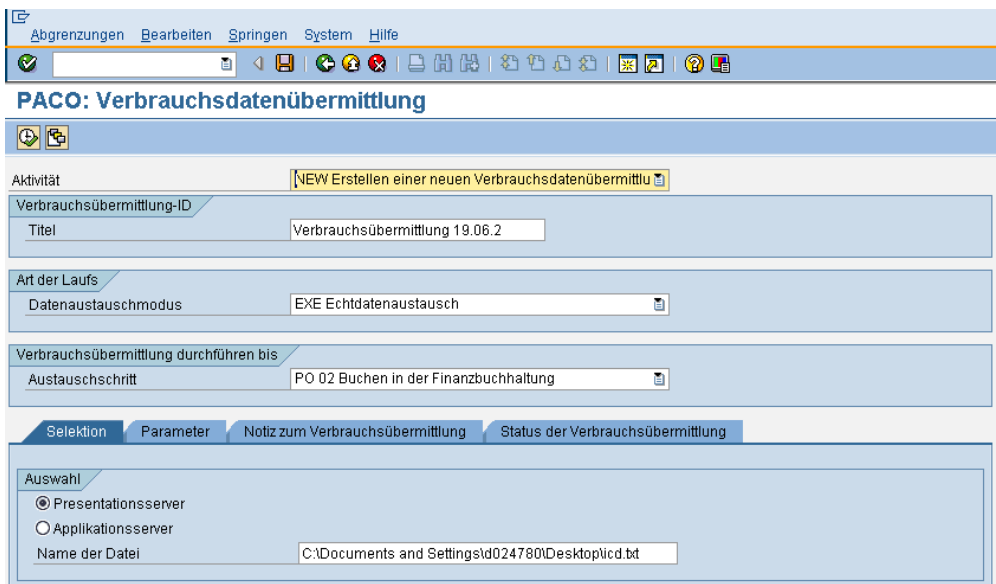 Abgrenzungen Bearbeiten Springen System Hilfe
PACO: Verbrauchsdatenübermittlung
Aktivität NEW Erstellen einer neuen Verbrauchsdatenübermittlu
Verbrauchsübermittlung-ID
Titel Verbrauchsübermittlung 19.06.2
Art der Laufs
Datenaustauschmodus EXE Echtdatenaustausch
Verbrauchsübermittlung durchführen bis
Austauschschritt PO 02 Buchen in der Finanzbuchhaltung
Selektion Parameter Notiz zum Verbrauchsübermittlung Status der Verbrauchsübermittlung
Auswahl
Presentationsserver
Applikationsserver
Name der Datei C:\Documents and Settings\d024780\Desktop\icd.txt